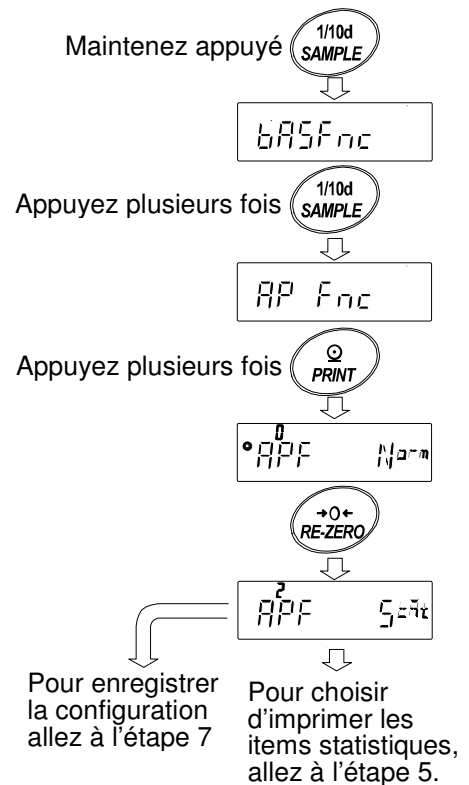 Maintenez appuyé
1/10d
SAMPLE
bASFnc
Appuyez plusieurs fois
1/10d
SAMPLE
AP Fnc
Appuyez plusieurs fois
PRINT
0
APF Norm
→0←
RE-ZERO
2
APF Stat
Pour enregistrer
la configuration
allez à l'étape 7
Pour choisir
d'imprimer les
items statistiques,
allez à l'étape 5.